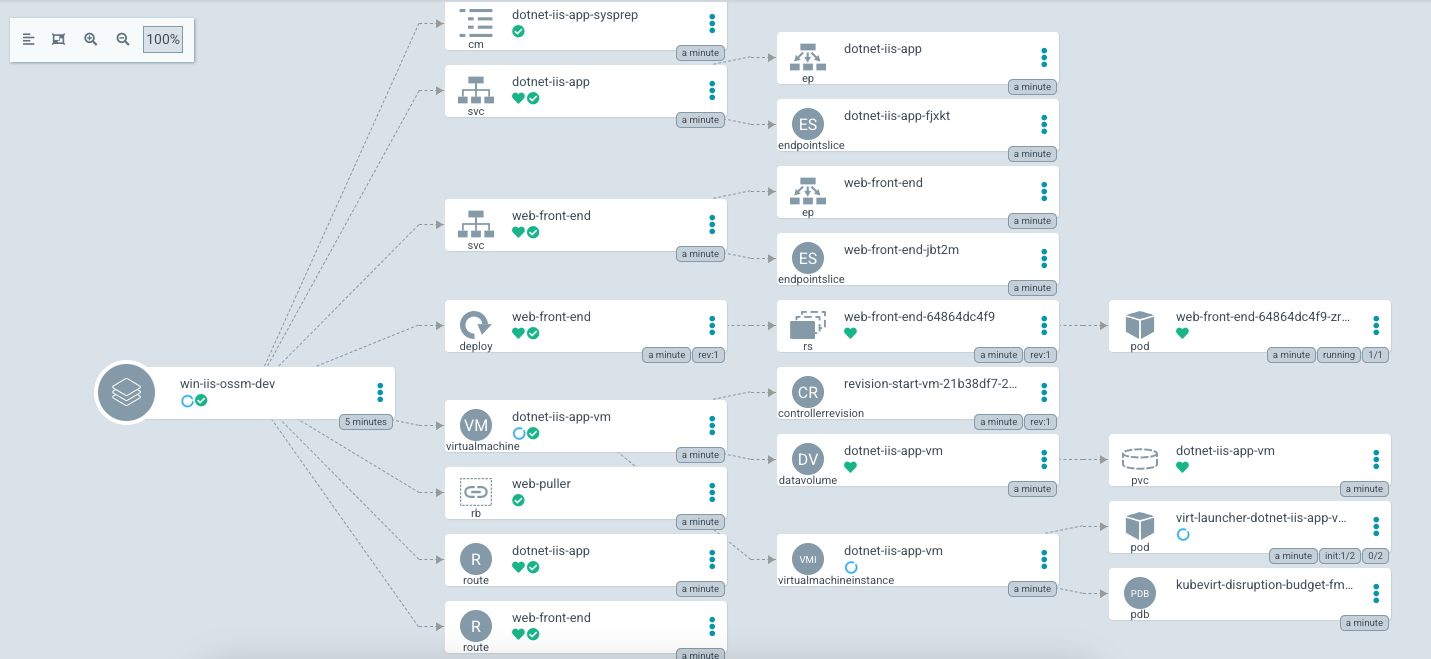 100%
dotnet-iis-app-sysprep
cm
a minute
dotnet-iis-app
svc
a minute
dotnet-iis-app
ep
a minute
ES
dotnet-iis-app-fjxkt
endpointslice
a minute
web-front-end
svc
a minute
web-front-end
ep
a minute
ES
web-front-end-jbt2m
endpointslice
a minute
web-front-end
deploy
a minute rev:1
web-front-end-64864dc4f9
rs
a minute rev:1
web-front-end-64864dc4f9-zr...
pod
a minute running 1/1
win-iis-ossm-dev
5 minutes
VM
dotnet-iis-app-vm
virtualmachine
a minute
CR
revision-start-vm-21b38df7-2...
controllerrevision
a minute rev:1
DV
dotnet-iis-app-vm
datavolume
a minute
dotnet-iis-app-vm
pvc
a minute
web-puller
rb
a minute
R
dotnet-iis-app
route
a minute
VMI
dotnet-iis-app-vm
virtualmachineinstance
a minute
virt-launcher-dotnet-iis-app-v...
pod
a minute init:1/2 0/2
PDB
kubevirt-disruption-budget-fm...
pdb
a minute
R
web-front-end
route
a minute